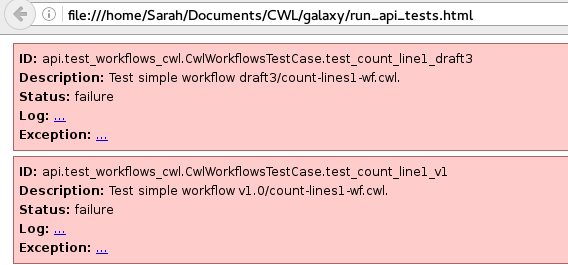 file:///home/Sarah/Documents/CWL/galaxy/run_api_tests.html
ID: api.test_workflows_cwl.CwlWorkflowsTestCase.test_count_line1_draft3
Description: Test simple workflow draft3/count-lines1-wf.cwl.
Status: failure
Log: ...
Exception: ...
ID: api.test_workflows_cwl.CwlWorkflowsTestCase.test_count_line1_v1
Description: Test simple workflow v1.0/count-lines1-wf.cwl.
Status: failure
Log: ...
Exception: ...